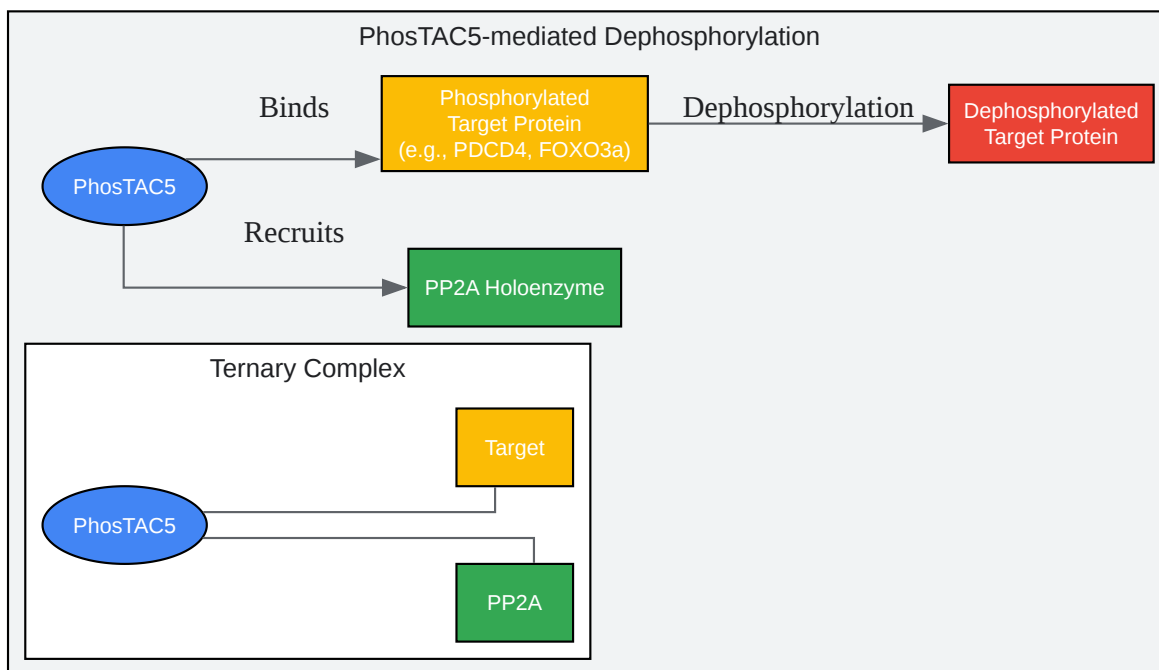 PhosTAC5-mediated Dephosphorylation
Binds
Phosphorylated
Target Protein
(e.g., PDCD4, FOXO3a)
Dephosphorylation
Dephosphorylated
Target Protein
PhosTAC5
Recruits
PP2A Holoenzyme
Ternary Complex
Target
PhosTAC5
PP2A